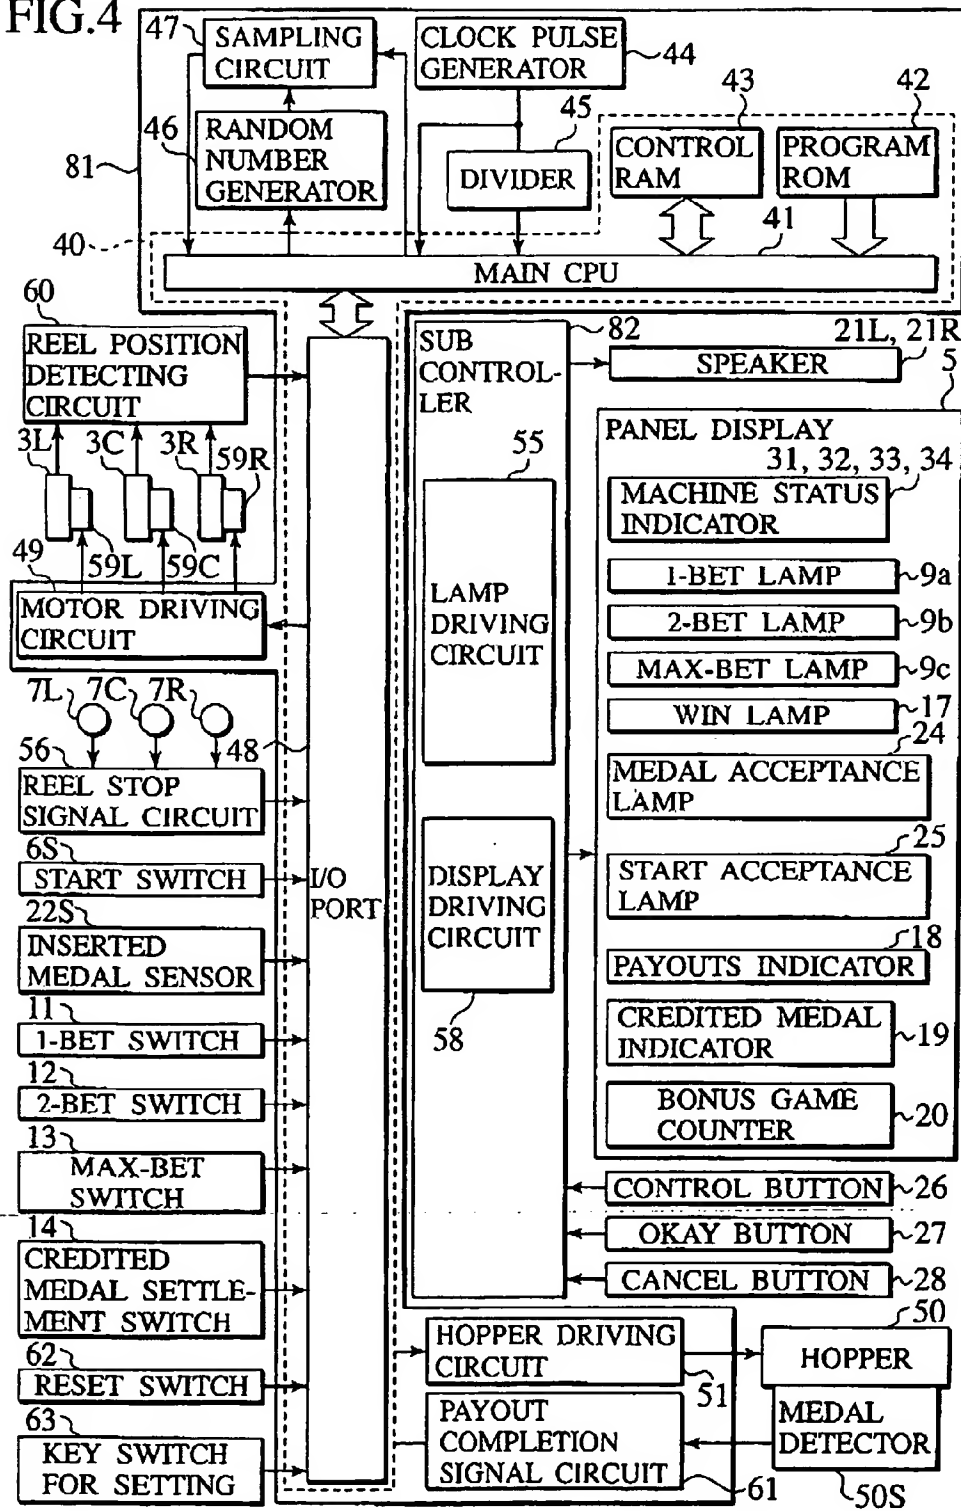 FIG.4
47
SAMPLING
CIRCUIT
CLOCK PULSE
GENERATOR
44
43
42
46
RANDOM
NUMBER
GENERATOR
45
DIVIDER
CONTROL
RAM
PROGRAM
ROM
81
40
41
MAIN CPU
60
REEL POSITION
DETECTING
CIRCUIT
3L
3C
3R
59R
59L
59C
49
MOTOR DRIVING
CIRCUIT
7L
7C
7R
48
56
REEL STOP
SIGNAL CIRCUIT
6S
START SWITCH
22S
INSERTED
MEDAL SENSOR
11
1-BET SWITCH
12
2-BET SWITCH
13
MAX-BET
SWITCH
14
CREDITED
MEDAL SETTLE-
MENT SWITCH
62
RESET SWITCH
63
KEY SWITCH
FOR SETTING
I/O
PORT
SUB
CONTROL-
LER
82
55
LAMP
DRIVING
CIRCUIT
DISPLAY
DRIVING
CIRCUIT
58
21L, 21R
SPEAKER
5
PANEL DISPLAY
31, 32, 33, 34
MACHINE STATUS
INDICATOR
1-BET LAMP
9a
2-BET LAMP
9b
MAX-BET LAMP
9c
WIN LAMP
17
24
MEDAL ACCEPTANCE
LAMP
25
START ACCEPTANCE
LAMP
18
PAYOUTS INDICATOR
CREDITED MEDAL
INDICATOR
19
BONUS GAME
COUNTER
20
CONTROL BUTTON
26
OKAY BUTTON
27
CANCEL BUTTON
28
HOPPER DRIVING
CIRCUIT
51
50
HOPPER
PAYOUT
COMPLETION
SIGNAL CIRCUIT
61
MEDAL
DETECTOR
50S